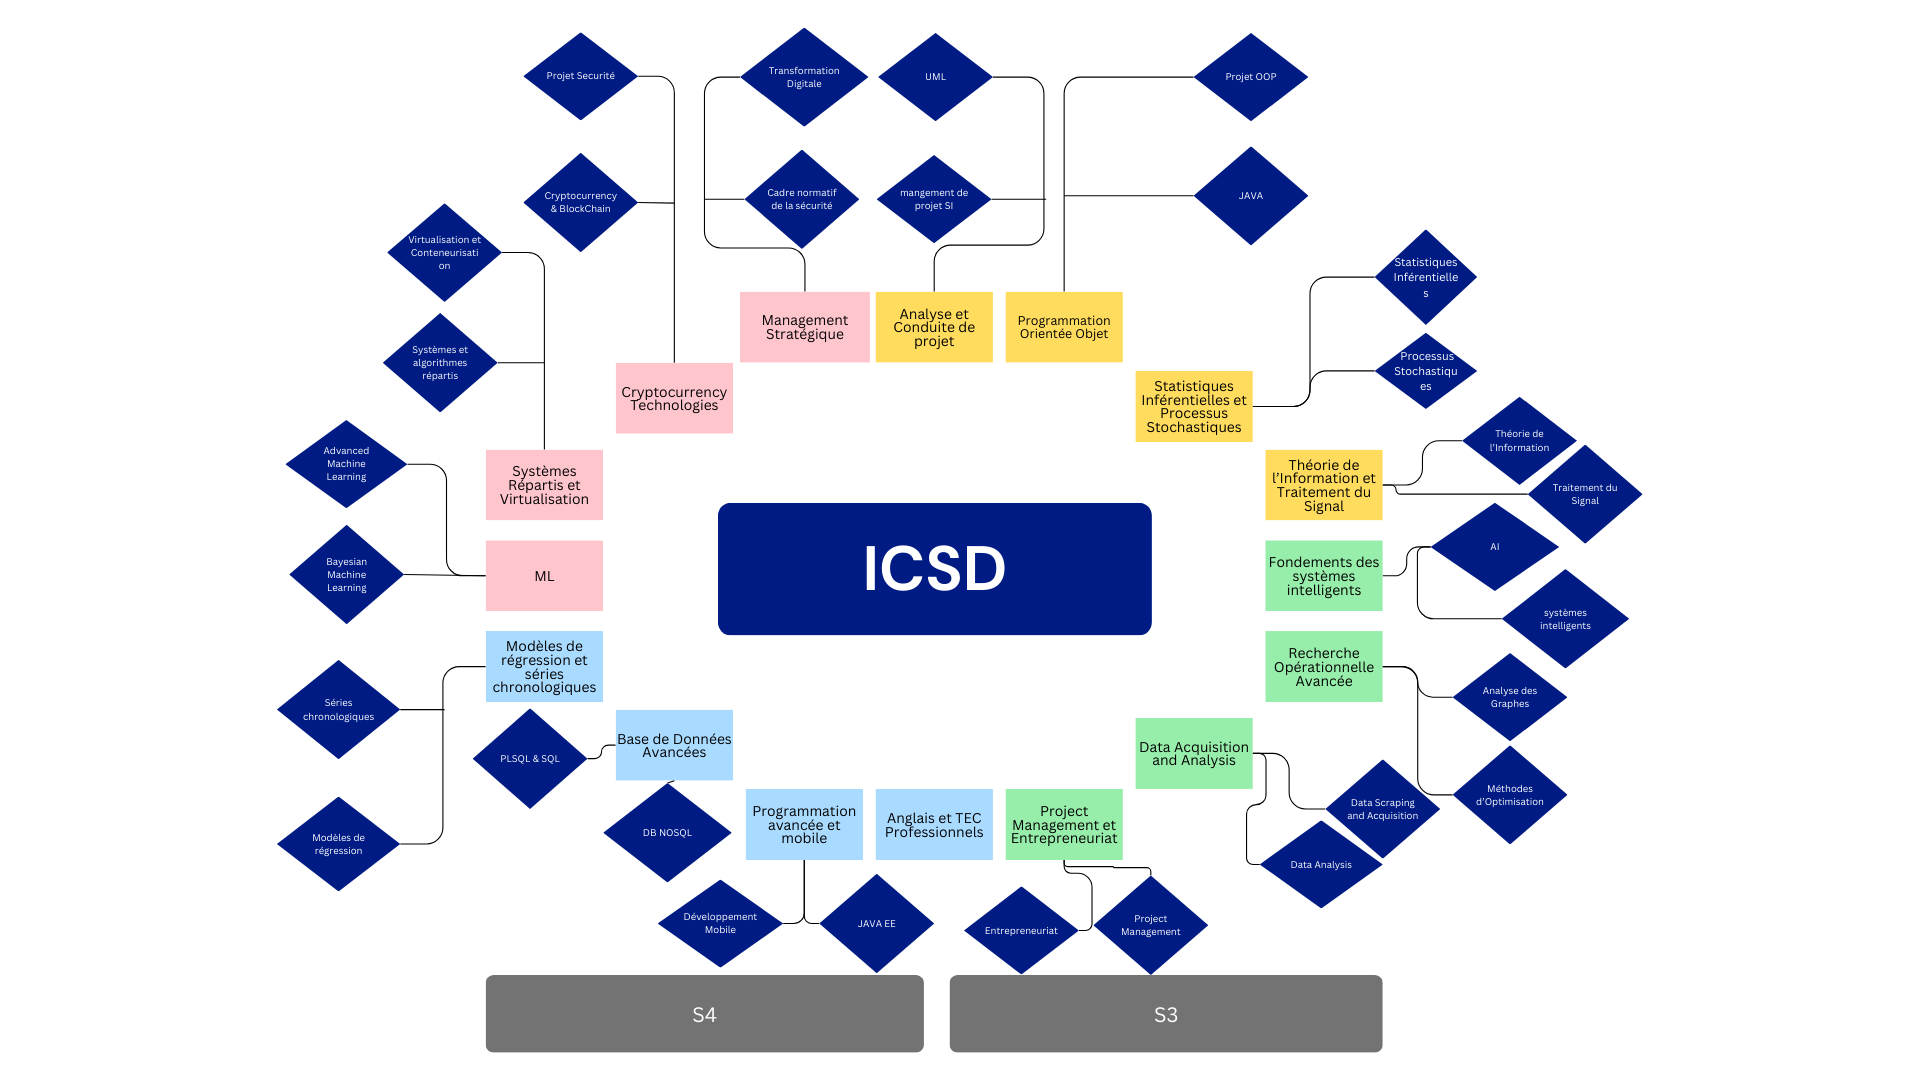 Projet Securité
Transformation
Digitale
UML
Projet OOP
Cryptocurrency
& BlockChain
Cadre normatif
de la sécurité
mangement de
projet SI
JAVA
Virtualisation et
Conteneurisati
on
Statistiques
Inférentielle
s
Systèmes et
algorithmes
répartis
Management
Stratégique
Analyse et
Conduite de
projet
Programmation
Orientée Objet
Processus
Stochastiqu
es
Cryptocurrency
Technologies
Statistiques
Inférentielles et
Processus
Stochastiques
Théorie de
l'Information
Advanced
Machine
Learning
Systèmes
Répartis et
Virtualisation
Théorie de
l'Information et
Traitement du
Signal
Traitement du
Signal
AI
Bayesian
Machine
Learning
ML
ICSD
Fondements des
systèmes
intelligents
systèmes
intelligents
Modèles de
régression et
séries
chronologiques
Recherche
Opérationnelle
Avancée
Séries
chronologiques
Analyse des
Graphes
PLSQL & SQL
Base de Données
Avancées
Data Acquisition
and Analysis
Méthodes
d'Optimisation
Modèles de
régression
DB NOSQL
Programmation
avancée et
mobile
Anglais et TEC
Professionnels
Project
Management et
Entrepreneuriat
Data Scraping
and Acquisition
Data Analysis
Développement
Mobile
JAVA EE
Entrepreneuriat
Project
Management
S4
S3